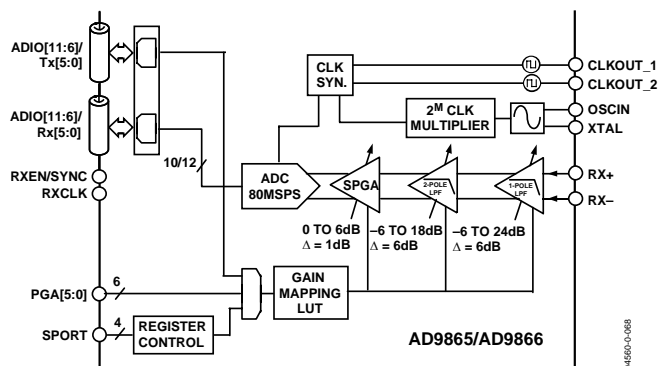 ADIO[11:6]/
Tx[5:0]
ADIO[11:6]/
Rx[5:0]
RXEN/SYNC
RXCLK
PGA[5:0]
SPORT
10/12
6
4
REGISTER
CONTROL
CLK
SYN.
2M CLK
MULTIPLIER
ADC
80MSPS
SPGA
2-POLE
LPF
1-POLE
LPF
0 TO 6dB
Δ = 1dB
–6 TO 18dB
Δ = 6dB
–6 TO 24dB
Δ = 6dB
GAIN
MAPPING
LUT
CLKOUT_1
CLKOUT_2
OSCIN
XTAL
RX+
RX–
AD9865/AD9866
04560-0-068